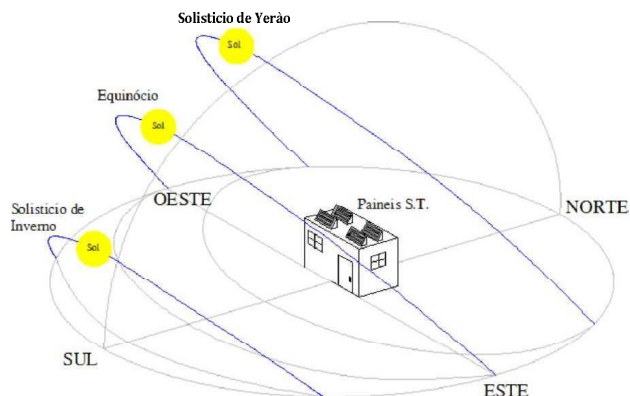 Solisticio de Yerào
Sol
Equinócio
Sol
OESTE
Paineis S.T.
NORTE
Solisticio de
Inverno
Sol
SUL
ESTE